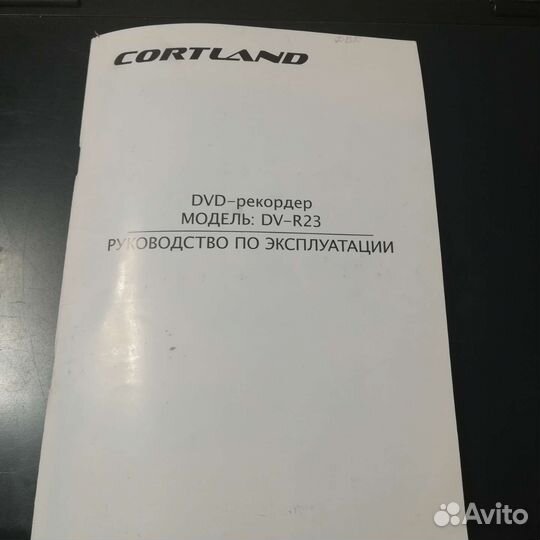 CORTLAND
DVD-рекордер
МОДЕЛЬ: DV-R23
РУКОВОДСТВО ПО ЭКСПЛУАТАЦИИ
Avito